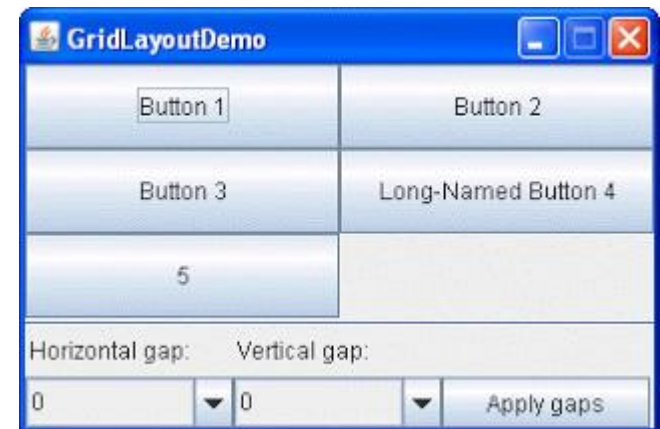 GridLayoutDemo
Button 1 Button 2
Button 3 Long-Named Button 4
5
Horizontal gap: Vertical gap:
0 0 Apply gaps